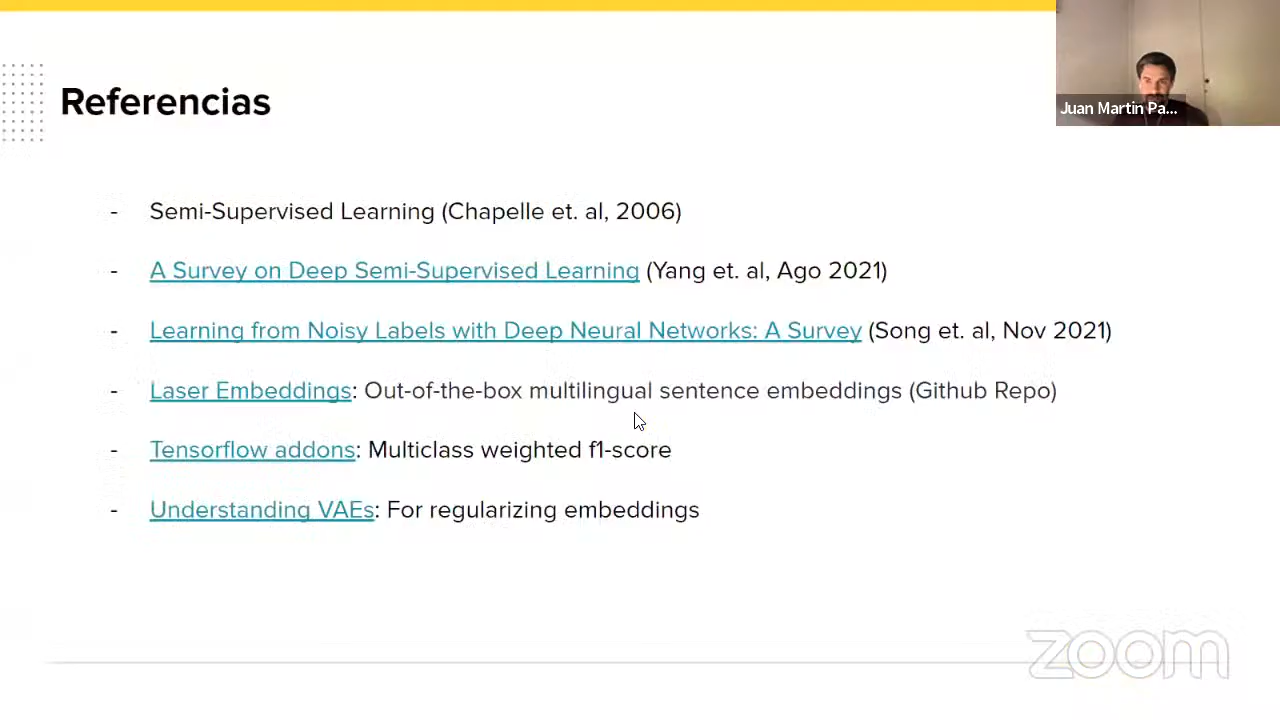 Referencias
Juan Martin Pa...
- Semi-Supervised Learning (Chapelle et. al, 2006)
- A Survey on Deep Semi-Supervised Learning (Yang et. al, Ago 2021)
- Learning from Noisy Labels with Deep Neural Networks: A Survey (Song et. al, Nov 2021)
- Laser Embeddings: Out-of-the-box multilingual sentence embeddings (Github Repo)
- Tensorflow addons: Multiclass weighted f1-score
- Understanding VAEs: For regularizing embeddings
zoom